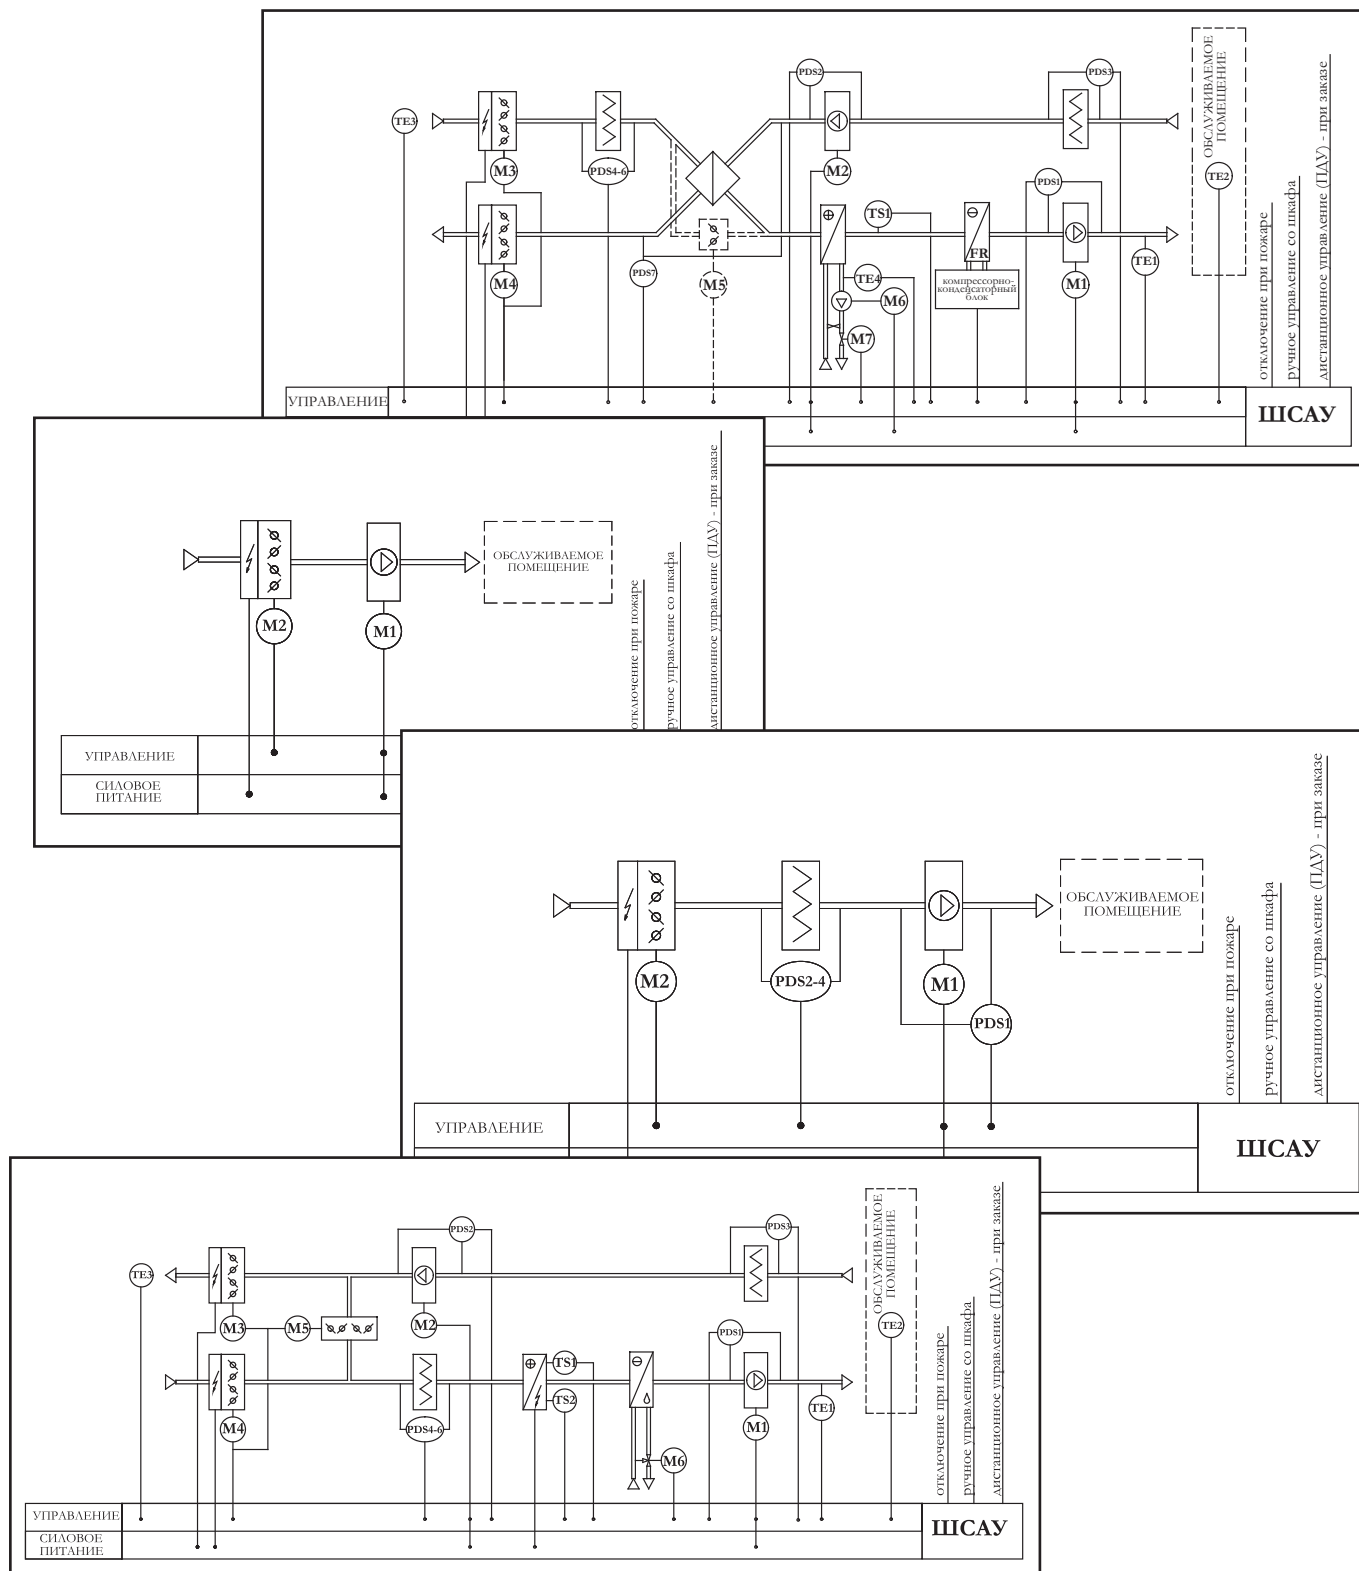 PDS2
PDS3
TE3
M3
PDS4-6
M2
ОБСЛУЖИВАЕМОЕ
ПОМЕЩЕНИЕ
TE2
TS1
PDS1
FR
TE1
M4
PDS7
M5
TE4
M6
M7
компрессорно-
конденсаторный
блок
M1
отключение при пожаре
ручное управление со шкафа
дистанционное управление (ПДУ) - при заказе
УПРАВЛЕНИЕ
ШСАУ
ОБСЛУЖИВАЕМОЕ
ПОМЕЩЕНИЕ
M2
M1
отключение при пожаре
ручное управление со шкафа
дистанционное управление (ПДУ) - при заказе
УПРАВЛЕНИЕ
СИЛОВОЕ
ПИТАНИЕ
ОБСЛУЖИВАЕМОЕ
ПОМЕЩЕНИЕ
M2
PDS2-4
M1
PDS1
отключение при пожаре
ручное управление со шкафа
дистанционное управление (ПДУ) - при заказе
УПРАВЛЕНИЕ
ШСАУ
PDS2
PDS3
TE3
M3
M5
M2
ОБСЛУЖИВАЕМОЕ
ПОМЕЩЕНИЕ
TE2
PDS1
TS1
TS2
M4
PDS4-6
M1
TE1
M6
отключение при пожаре
ручное управление со шкафа
дистанционное управление (ПДУ) - при заказе
УПРАВЛЕНИЕ
СИЛОВОЕ
ПИТАНИЕ
ШСАУ